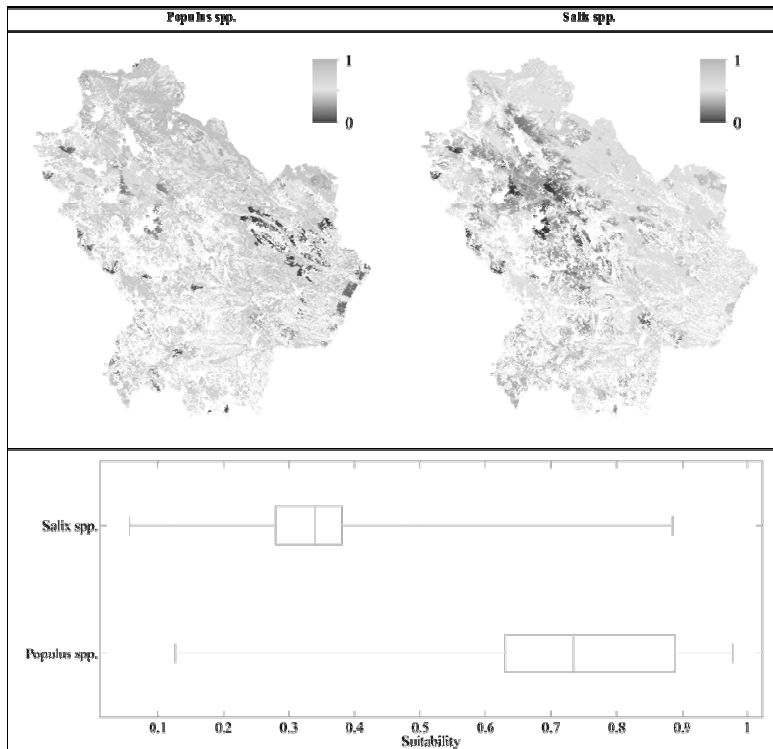 Populus spp. Salix spp.
1 1
0 0
Salix spp.
Populus spp.
0.1 0.2 0.3 0.4 0.5 0.6 0.7 0.8 0.9 1
Suitability